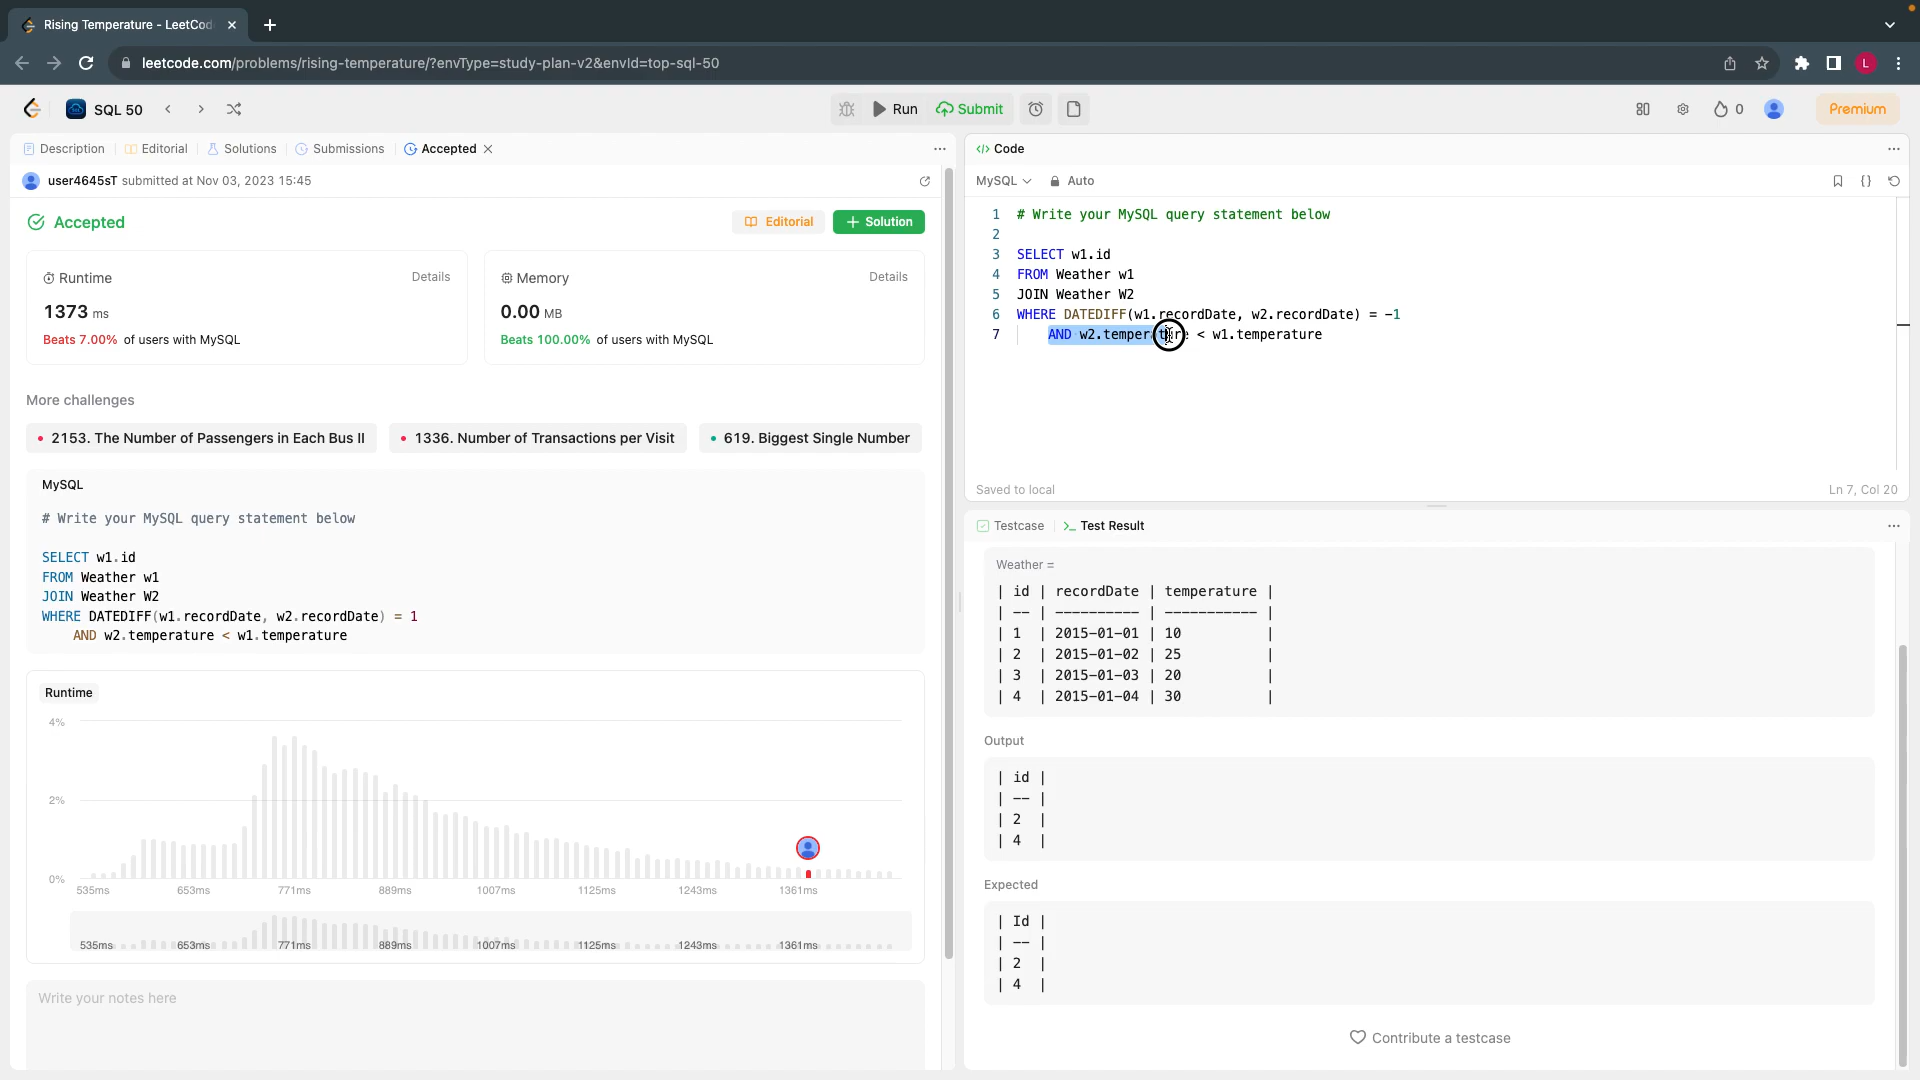 Rising Temperature - LeetCod
leetcode.com/problems/rising-temperature/?envType=study-plan-v2&envId=top-sql-50
L
SQL 50
Run
Submit
0
Premium
Description
Editorial
Solutions
Submissions
Accepted
user4645sT submitted at Nov 03, 2023 15:45
Accepted
Editorial
Solution
Runtime
Details
1373 ms
Beats 7.00% of users with MySQL
Memory
Details
0.00 MB
Beats 100.00% of users with MySQL
More challenges
2153. The Number of Passengers in Each Bus II
1336. Number of Transactions per Visit
619. Biggest Single Number
MySQL
# Write your MySQL query statement below
SELECT w1.id
FROM Weather w1
JOIN Weather W2
WHERE DATEDIFF(w1.recordDate, w2.recordDate) = 1
AND w2.temperature < w1.temperature
Runtime
4%
2%
0%
535ms 653ms 771ms 889ms 1007ms 1125ms 1243ms 1361ms
535ms 653ms 771ms 889ms 1007ms 1125ms 1243ms 1361ms
Write your notes here
</> Code
MySQL
Auto
1 # Write your MySQL query statement below
2
3 SELECT w1.id
4 FROM Weather w1
5 JOIN Weather W2
6 WHERE DATEDIFF(w1.recordDate, w2.recordDate) = -1
7 AND w2.temperature < w1.temperature
Saved to local
Ln 7, Col 20
Testcase
>_ Test Result
Weather =
| id | recordDate | temperature |
| -- | ---------- | ----------- |
| 1 | 2015-01-01 | 10 |
| 2 | 2015-01-02 | 25 |
| 3 | 2015-01-03 | 20 |
| 4 | 2015-01-04 | 30 |
Output
| id |
| -- |
| 2 |
| 4 |
Expected
| Id |
| -- |
| 2 |
| 4 |
Contribute a testcase